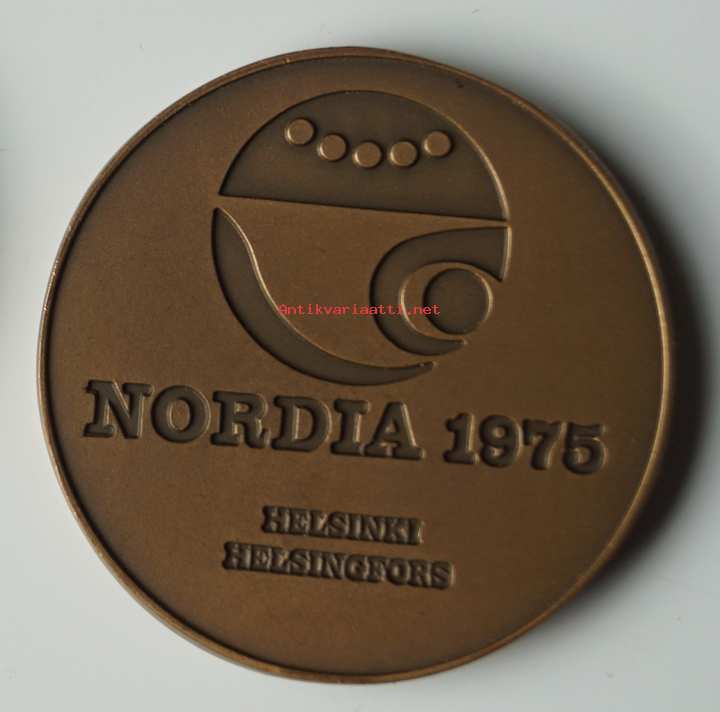 Antikvariaatti.net
NORDIA 1975
HELSINKI
HELSINGFORS